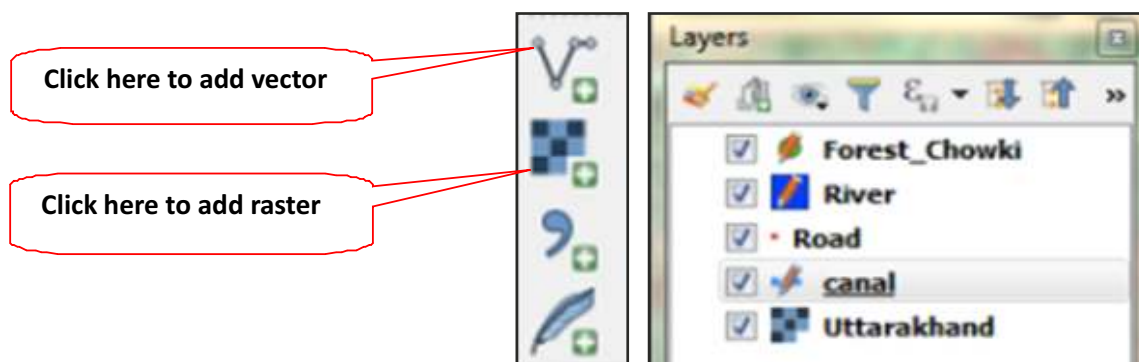 Click here to add vector
Click here to add raster
Layers
Forest_Chowki
River
Road
canal
Uttarakhand